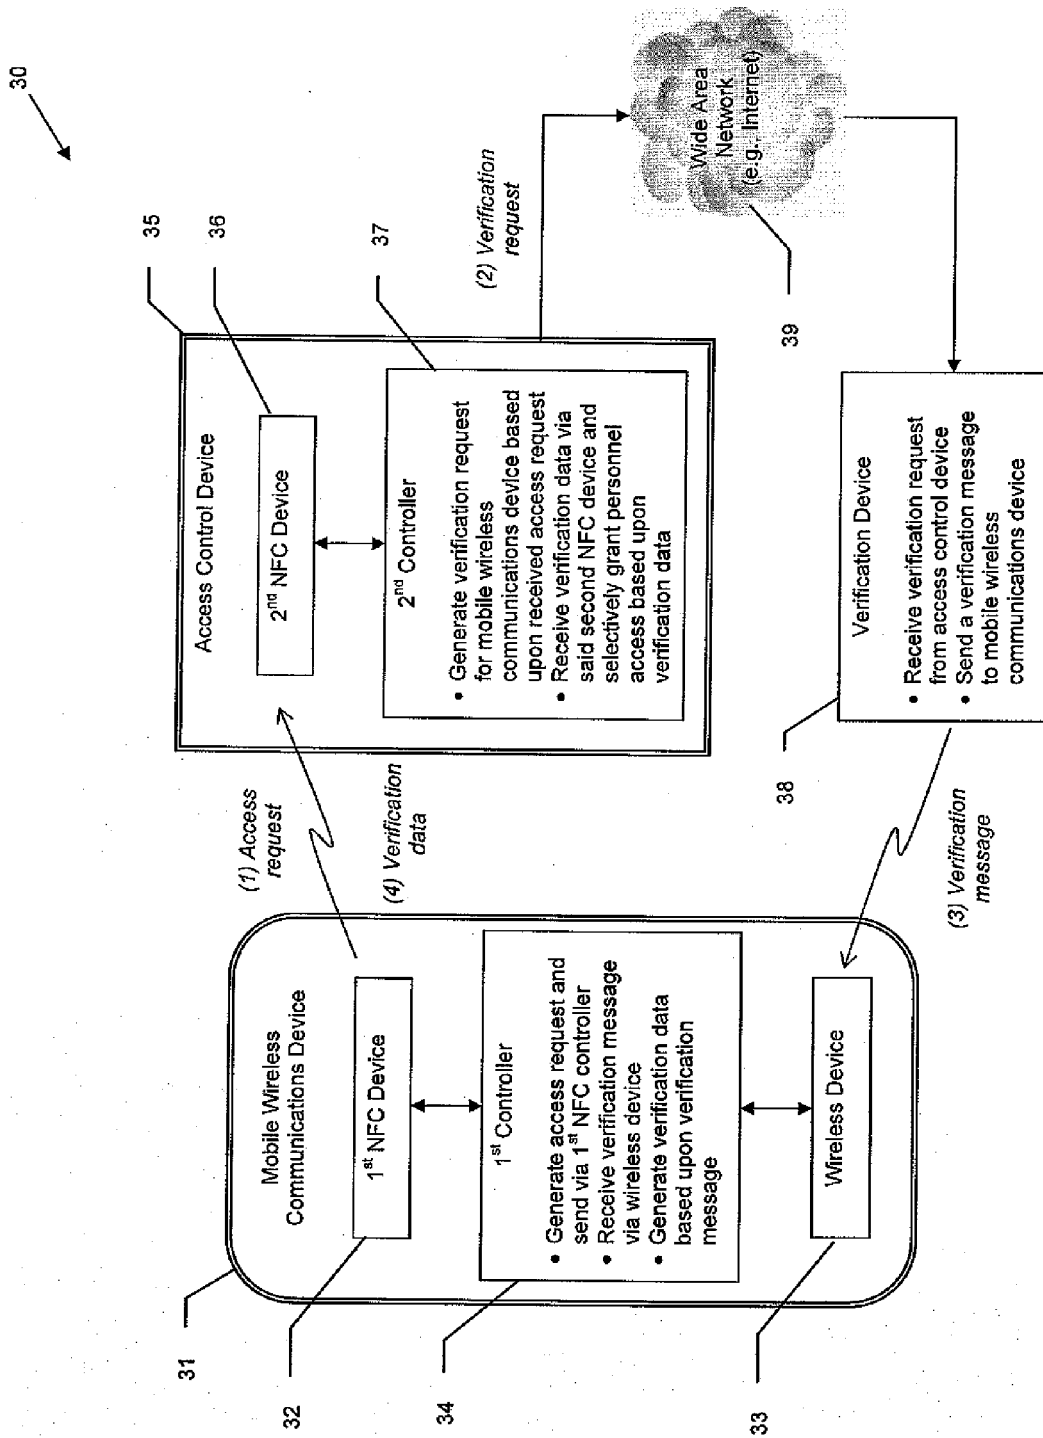 30
31
Mobile Wireless
Communications Device
32
1st NFC Device
34
1st Controller
• Generate access request and
send via 1st NFC controller
• Receive verification message
via wireless device
• Generate verification data
based upon verification
message
33
Wireless Device
(1) Access
request
(4) Verification
data
35
Access Control Device
36
2nd NFC Device
37
2nd Controller
• Generate verification request
for mobile wireless
communications device based
upon received access request
• Receive verification data via
said second NFC device and
selectively grant personnel
access based upon
verification data
(2) Verification
request
Wide Area
Network
(e.g., Internet)
39
38
Verification Device
• Receive verification request
from access control device
• Send a verification message
to mobile wireless
communications device
(3) Verification
message